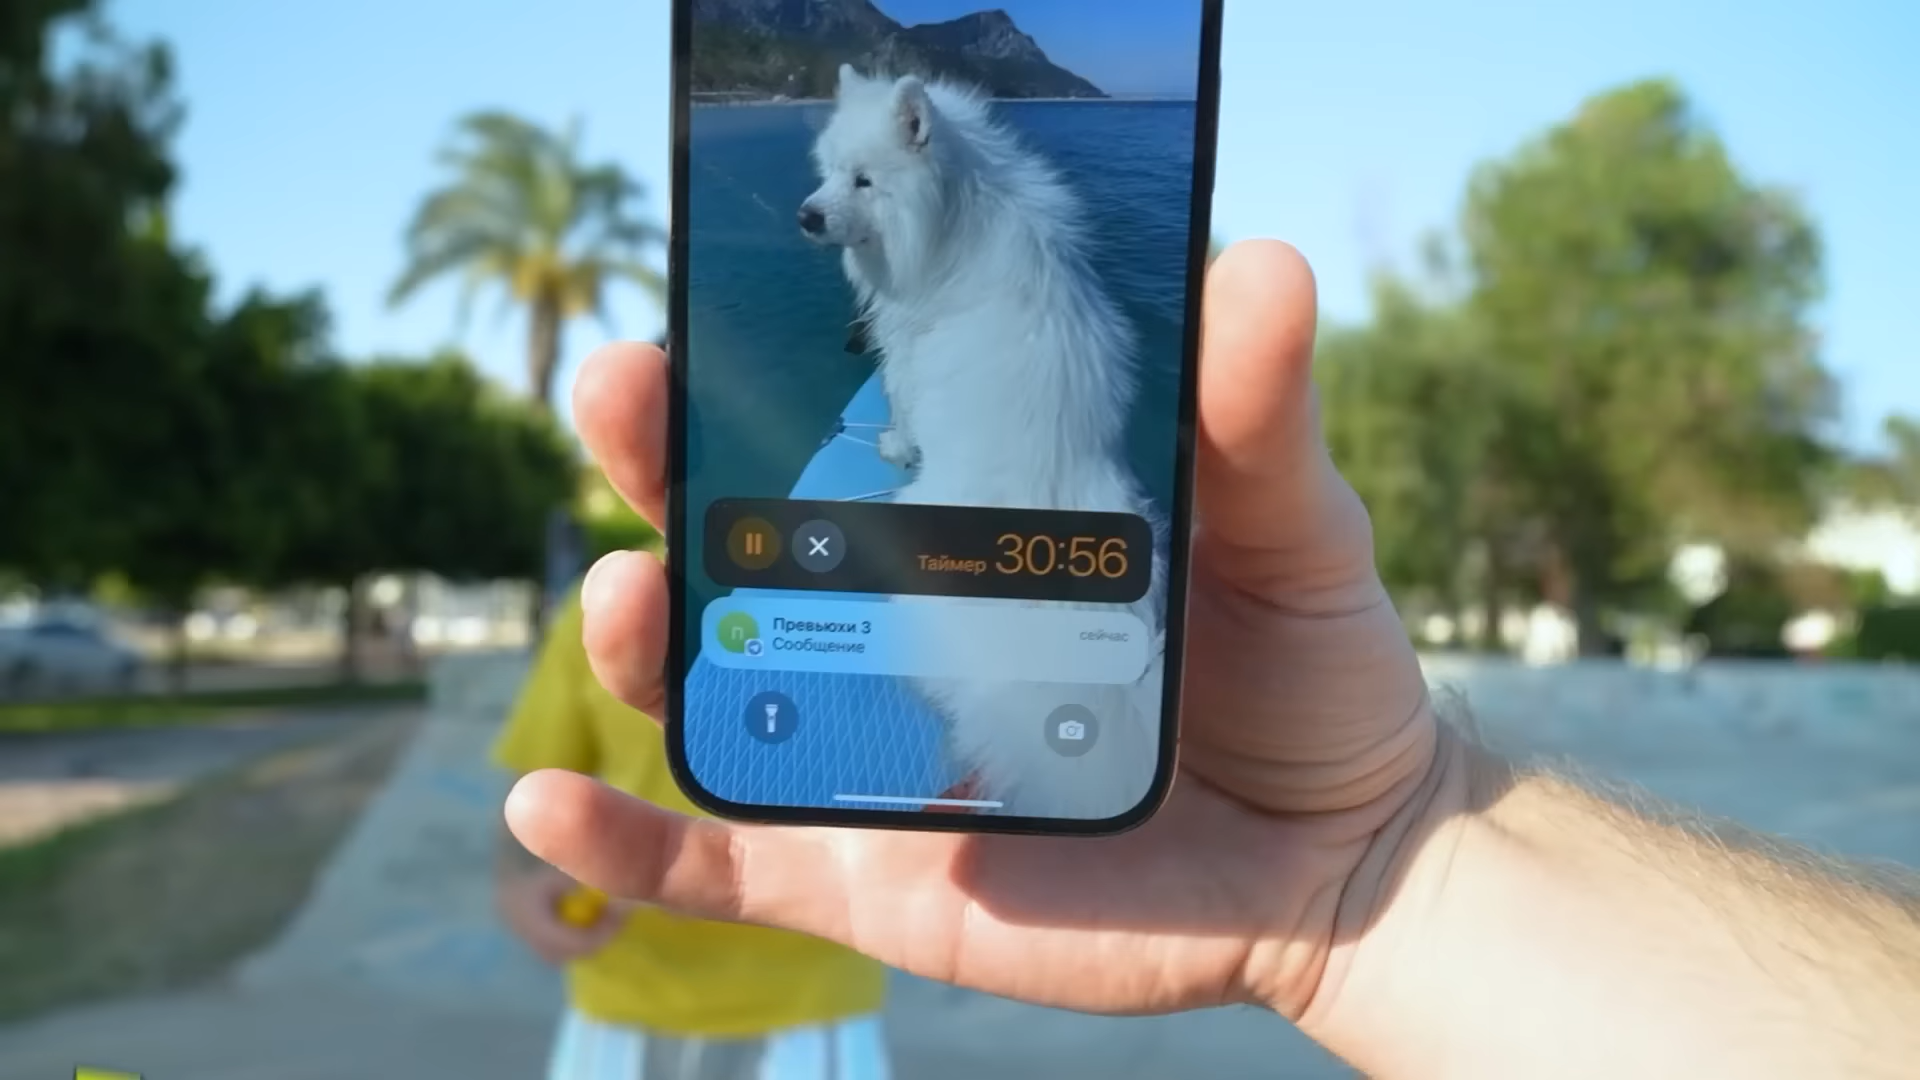 Таймер 30:56
Превьюхи 3
сейчас
Сообщение
п